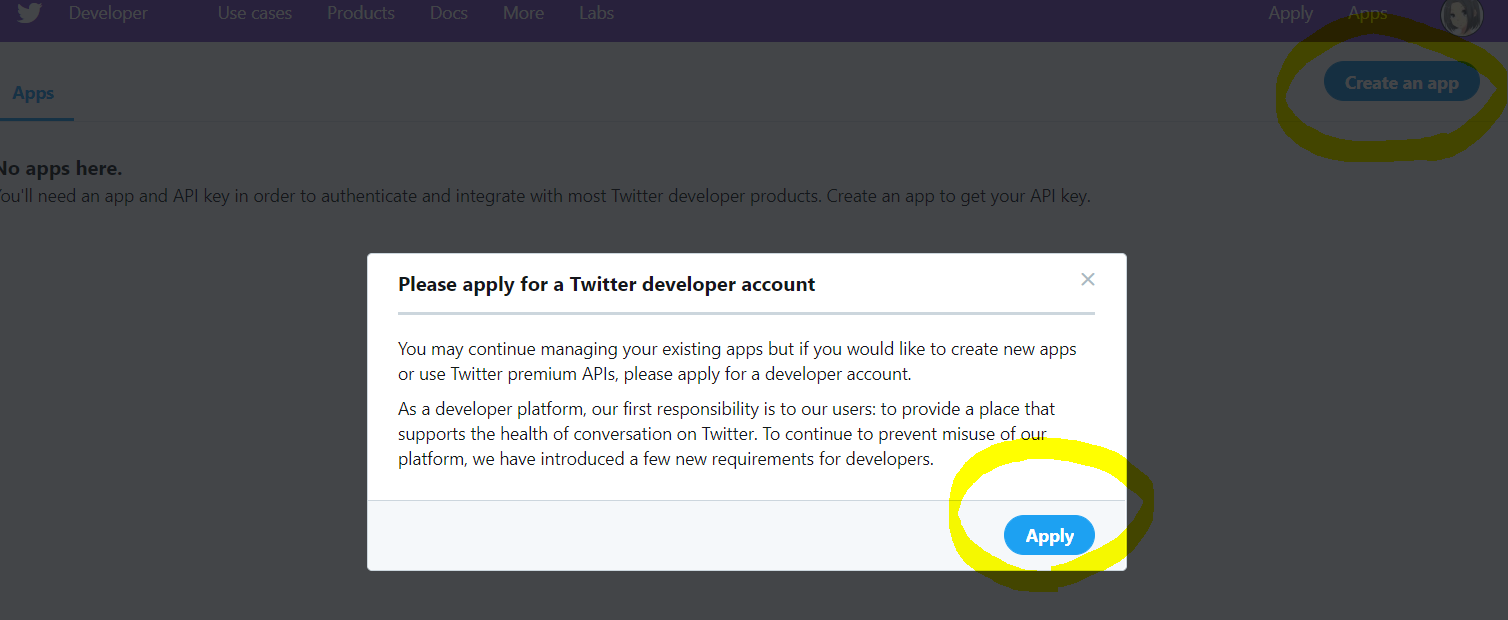 Developer Use cases Products Docs More Labs Apply Apps
Create an app
Apps
No apps here.
You'll need an app and API key in order to authenticate and integrate with most Twitter developer products. Create an app to get your API key.
Please apply for a Twitter developer account
You may continue managing your existing apps but if you would like to create new apps
or use Twitter premium APIs, please apply for a developer account.
As a developer platform, our first responsibility is to our users: to provide a place that
supports the health of conversation on Twitter. To continue to prevent misuse of our
platform, we have introduced a few new requirements for developers.
Apply